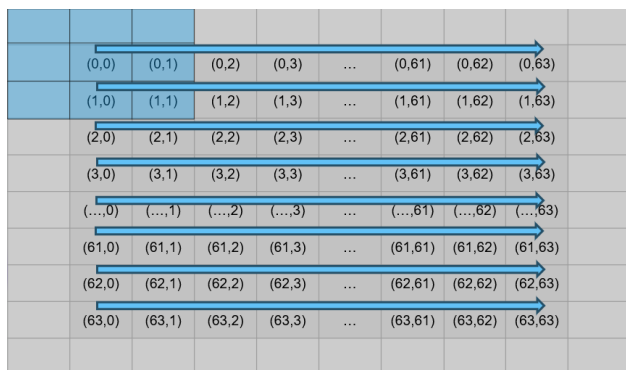 (0,0) (0,1) (0,2) (0,3) ... (0,61) (0,62) (0,63)
(1,0) (1,1) (1,2) (1,3) ... (1,61) (1,62) (1,63)
(2,0) (2,1) (2,2) (2,3) ... (2,61) (2,62) (2,63)
(3,0) (3,1) (3,2) (3,3) ... (3,61) (3,62) (3,63)
(...,0) (...,1) (...,2) (...,3) ... (...,61) (...,62) (...,63)
(61,0) (61,1) (61,2) (61,3) ... (61,61) (61,62) (61,63)
(62,0) (62,1) (62,2) (62,3) ... (62,61) (62,62) (62,63)
(63,0) (63,1) (63,2) (63,3) ... (63,61) (63,62) (63,63)